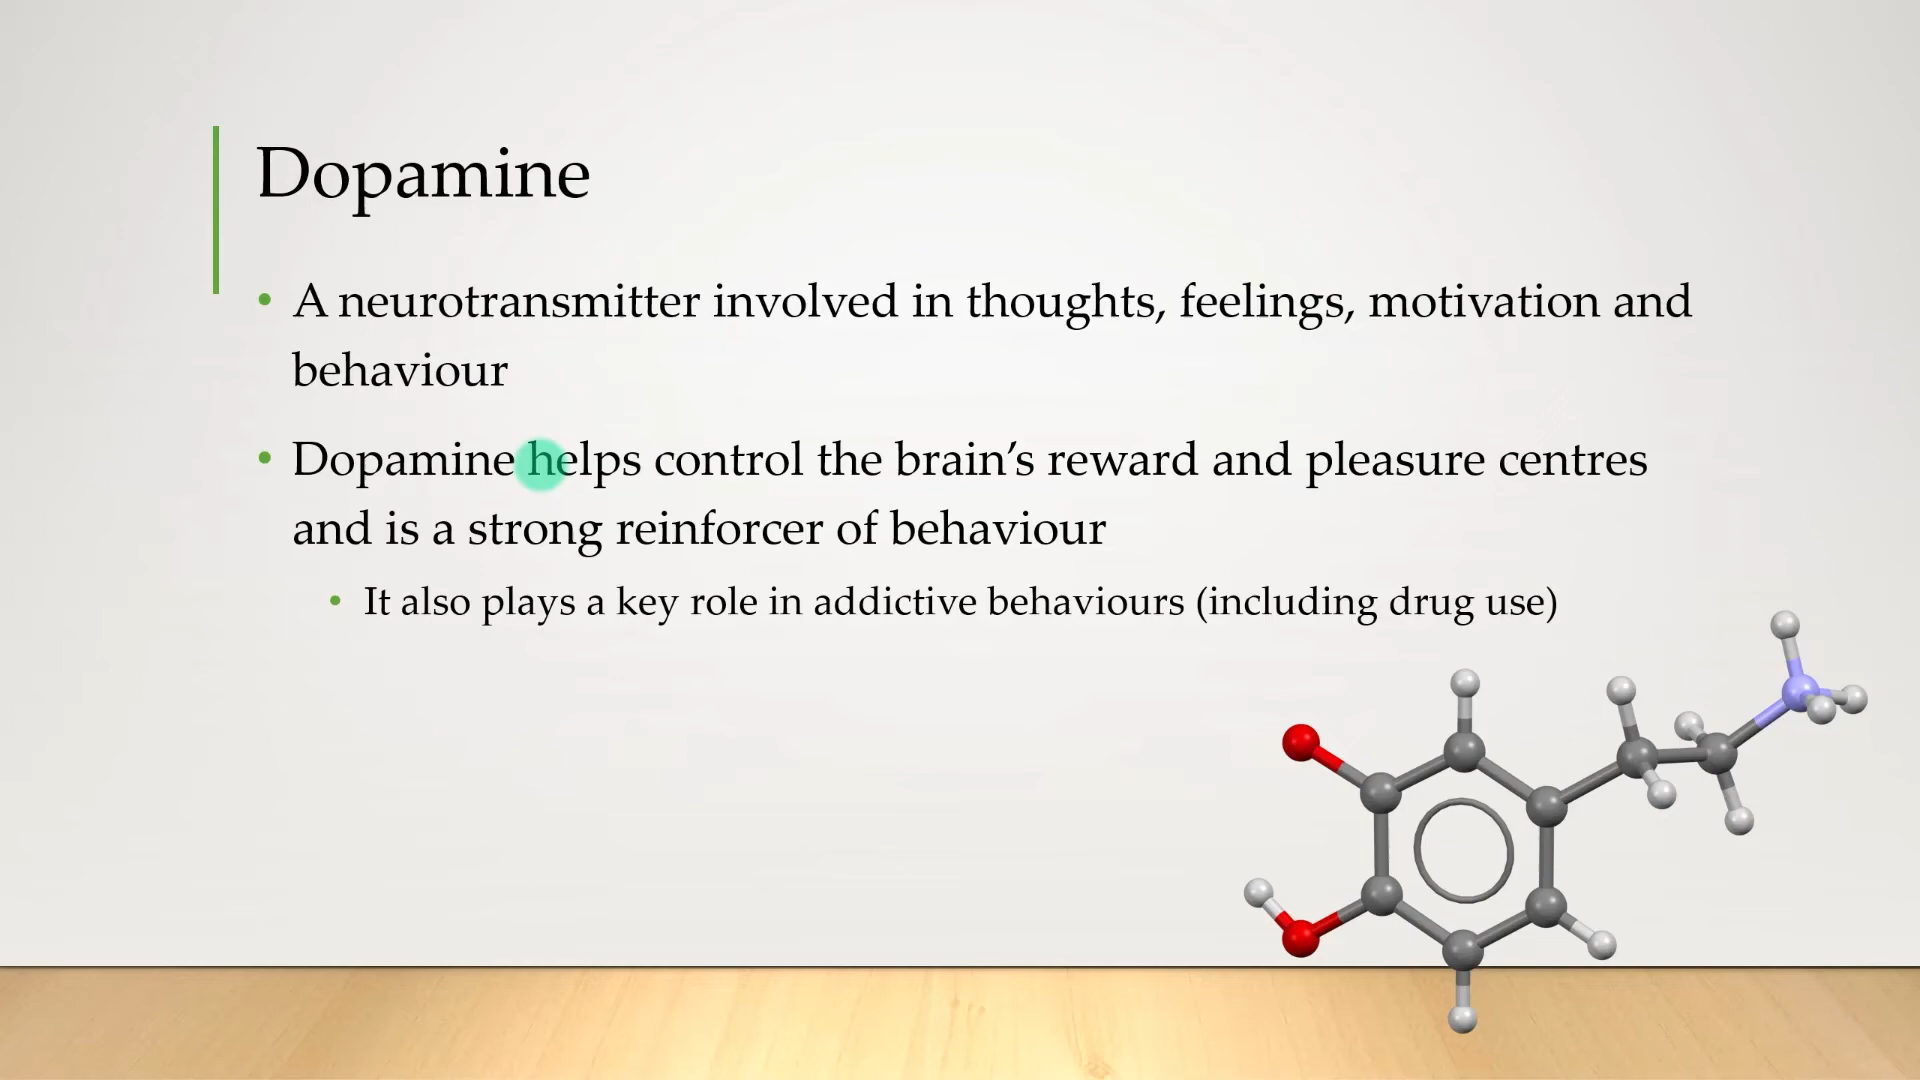 Dopamine
• A neurotransmitter involved in thoughts, feelings, motivation and
behaviour
• Dopamine helps control the brain’s reward and pleasure centres
and is a strong reinforcer of behaviour
• It also plays a key role in addictive behaviours (including drug use)